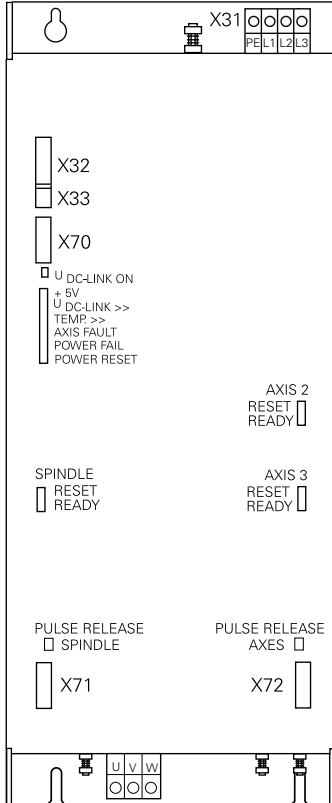 X31
PE L1 L2 L3
X32
X33
X70
U DC-LINK ON
+ 5V
U DC-LINK >>
TEMP. >>
AXIS FAULT
POWER FAIL
POWER RESET
AXIS 2
RESET
READY
SPINDLE
RESET
READY
AXIS 3
RESET
READY
PULSE RELEASE
SPINDLE
X71
PULSE RELEASE
AXES
X72
U V W